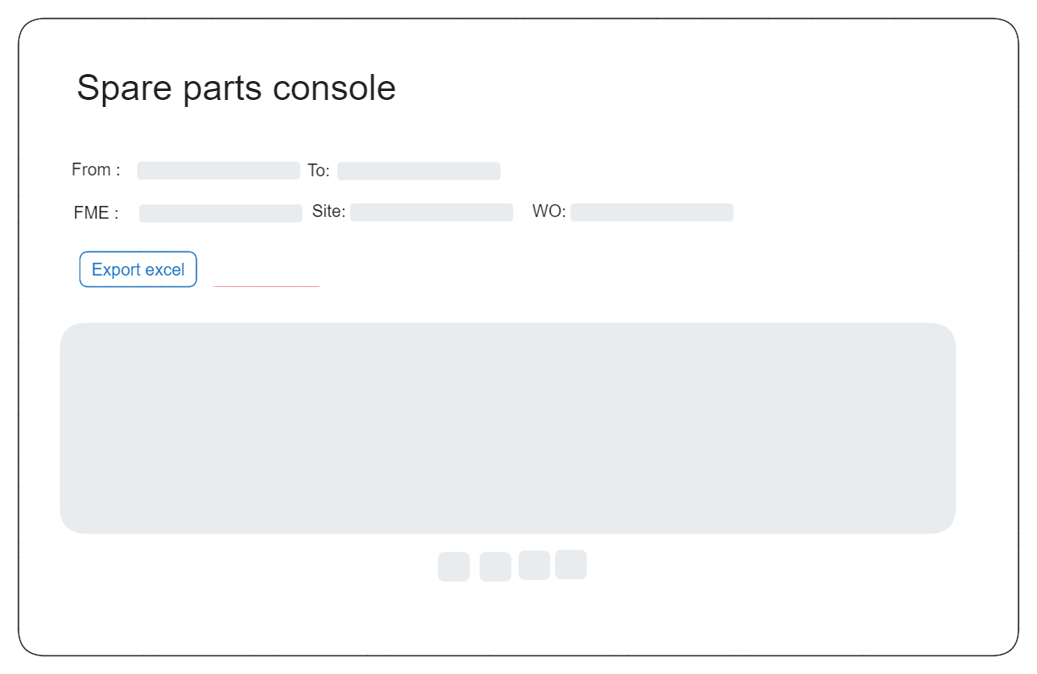 Spare parts console
From : To:
FME : Site: WO:
Export excel